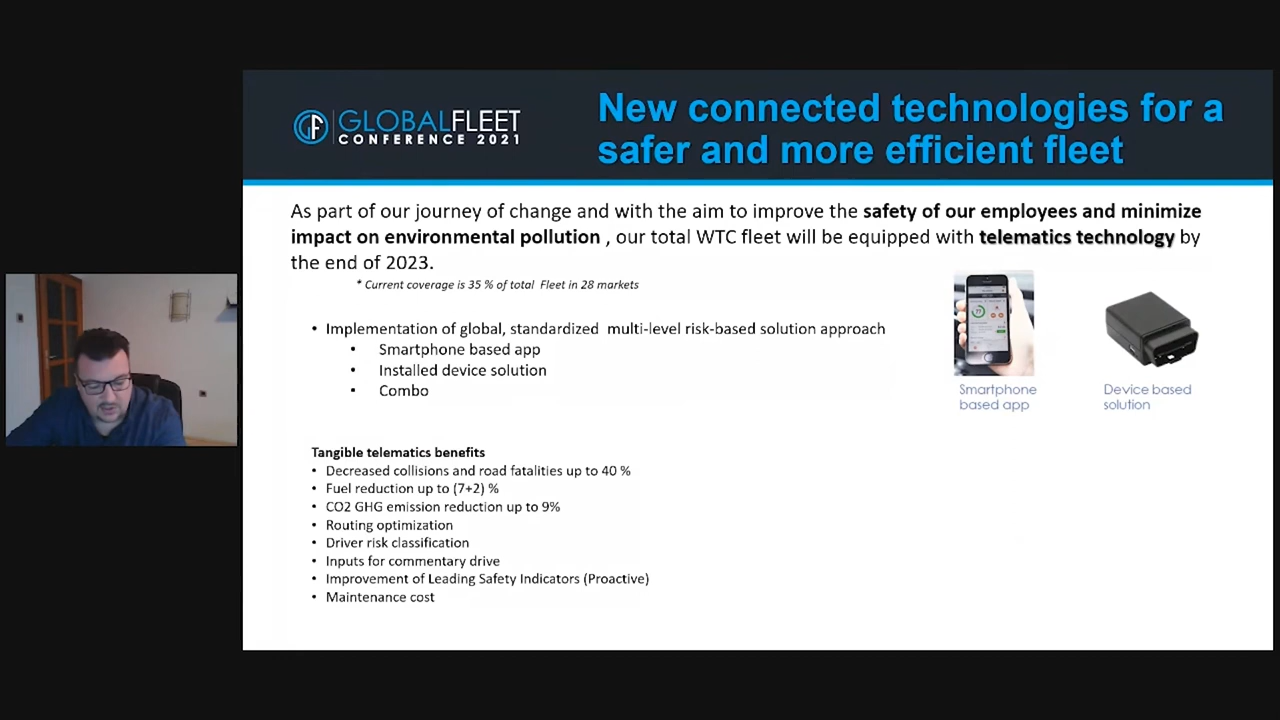 GF GLOBALFLEET
CONFERENCE 2021
New connected technologies for a
safer and more efficient fleet
As part of our journey of change and with the aim to improve the safety of our employees and minimize
impact on environmental pollution , our total WTC fleet will be equipped with telematics technology by
the end of 2023.
* Current coverage is 35 % of total Fleet in 28 markets
• Implementation of global, standardized multi-level risk-based solution approach
• Smartphone based app
• Installed device solution
• Combo
Smartphone
based app
Device based
solution
Tangible telematics benefits
• Decreased collisions and road fatalities up to 40 %
• Fuel reduction up to (7+2) %
• CO2 GHG emission reduction up to 9%
• Routing optimization
• Driver risk classification
• Inputs for commentary drive
• Improvement of Leading Safety Indicators (Proactive)
• Maintenance cost